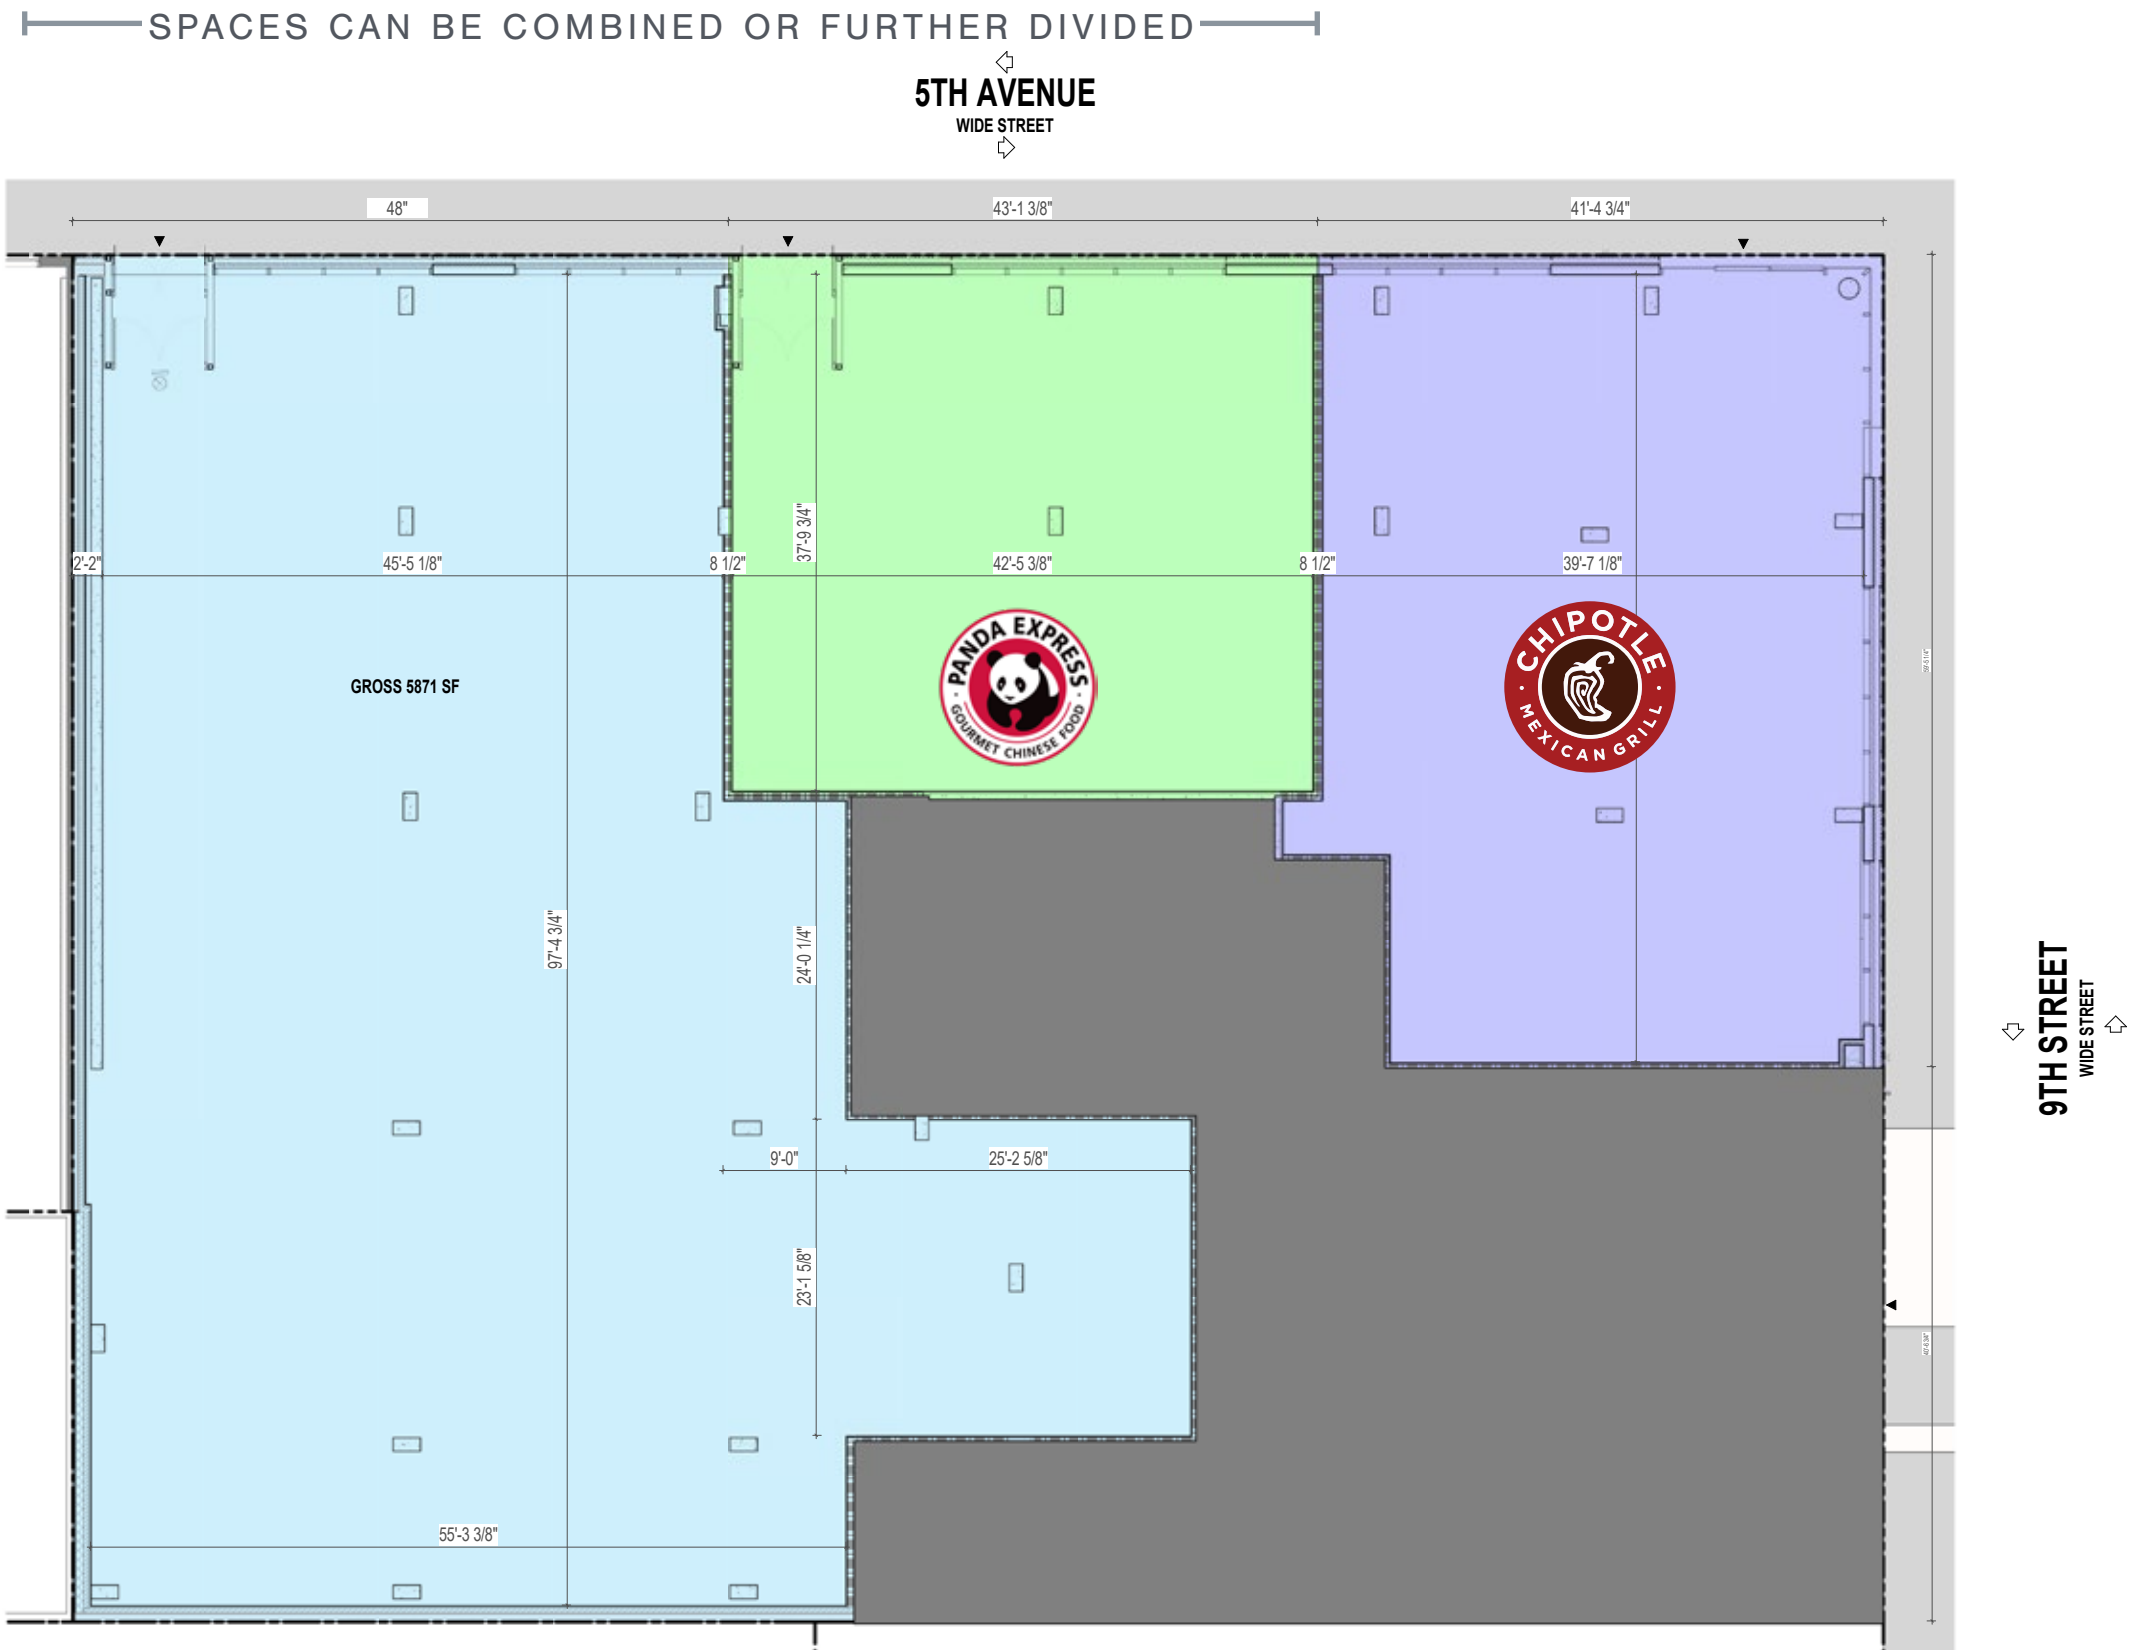 SPACES CAN BE COMBINED OR FURTHER DIVIDED
5TH AVENUE
WIDE STREET
48"
43'-1 3/8"
41'-4 3/4"
37'-9 3/4"
2'-2"
45'-5 1/8"
8 1/2"
42'-5 3/8"
8 1/2"
39'-7 1/8"
PANDA EXPRESS
GOURMET CHINESE FOOD
CHIPOTLE
MEXICAN GRILL
GROSS 5871 SF
97'-4 3/4"
24'-0 1/4"
9TH STREET
WIDE STREET
9'-0"
25'-2 5/8"
23'-1 5/8"
55'-3 3/8"